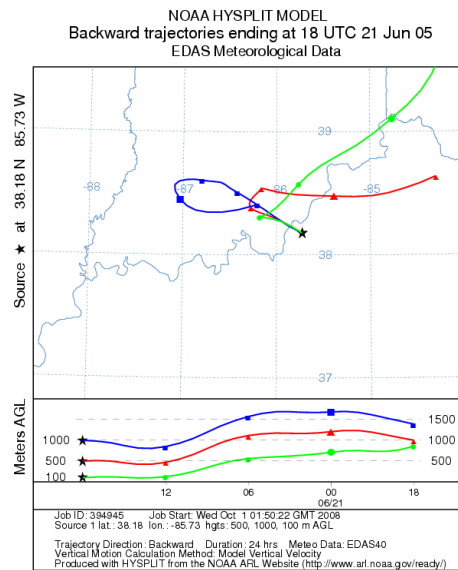 NOAA HYSPLIT MODEL
Backward trajectories ending at 18 UTC 21 Jun 05
EDAS Meteorological Data
Source ★ at 38.18 N 85.73 W
-88
-87
-86
-85
39
38
37
Meters AGL
1000
500
100
1500
1000
500
12
06
00
18
06/21
Job ID: 394945 Job Start: Wed Oct 1 01:50:22 GMT 2008
Source 1 lat.: 38.18 lon.: -85.73 hgts: 500, 1000, 100 m AGL
Trajectory Direction: Backward Duration: 24 hrs Meteo Data: EDAS40
Vertical Motion Calculation Method: Model Vertical Velocity
Produced with HYSPLIT from the NOAA ARL Website (http://www.arl.noaa.gov/ready/)